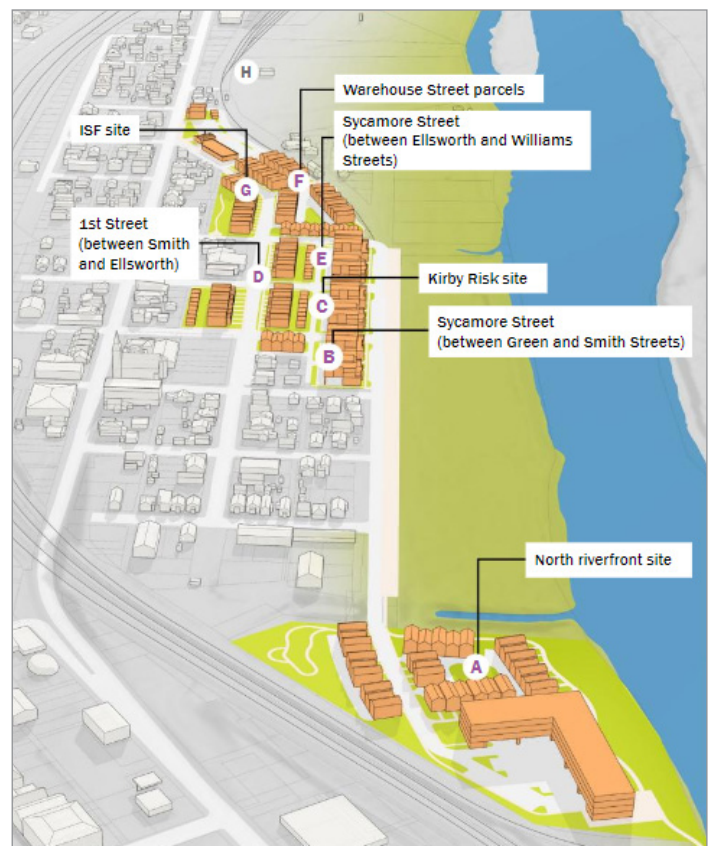 H
Warehouse Street parcels
Sycamore Street
(between Ellsworth and Williams
Streets)
ISF site
F
G
1st Street
(between Smith
and Ellsworth)
E
D
Kirby Risk site
C
Sycamore Street
(between Green and Smith Streets)
B
North riverfront site
A